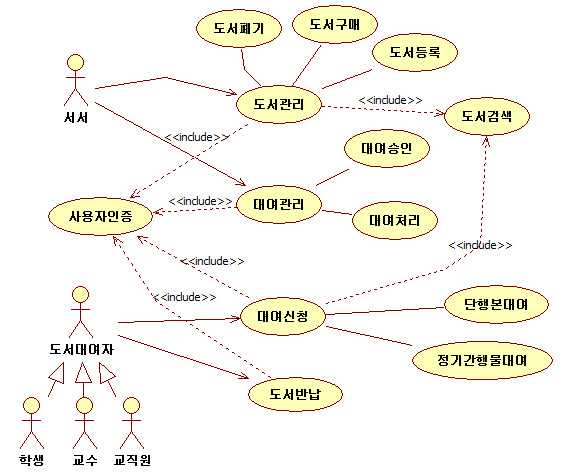 도서폐기
도서구매
도서등록
서서
도서관리
<<include>>
도서검색
<<include>>
대여승인
사용자인증
<<include>>
대여관리
대여처리
<<include>>
<<include>>
<<include>>
도서대여자
대여신청
단행본대여
정기간행물대여
도서반납
학생
교수
교직원